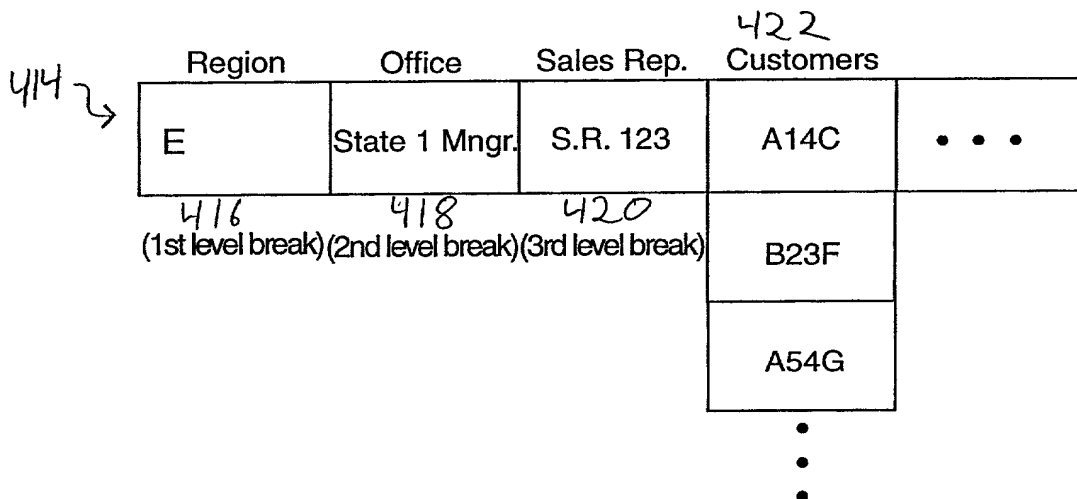 422
Region Office Sales Rep. Customers
414
E State 1 Mngr. S.R. 123 A14C • • •
416 418 420
(1st level break) (2nd level break) (3rd level break) B23F
A54G
•
•
•